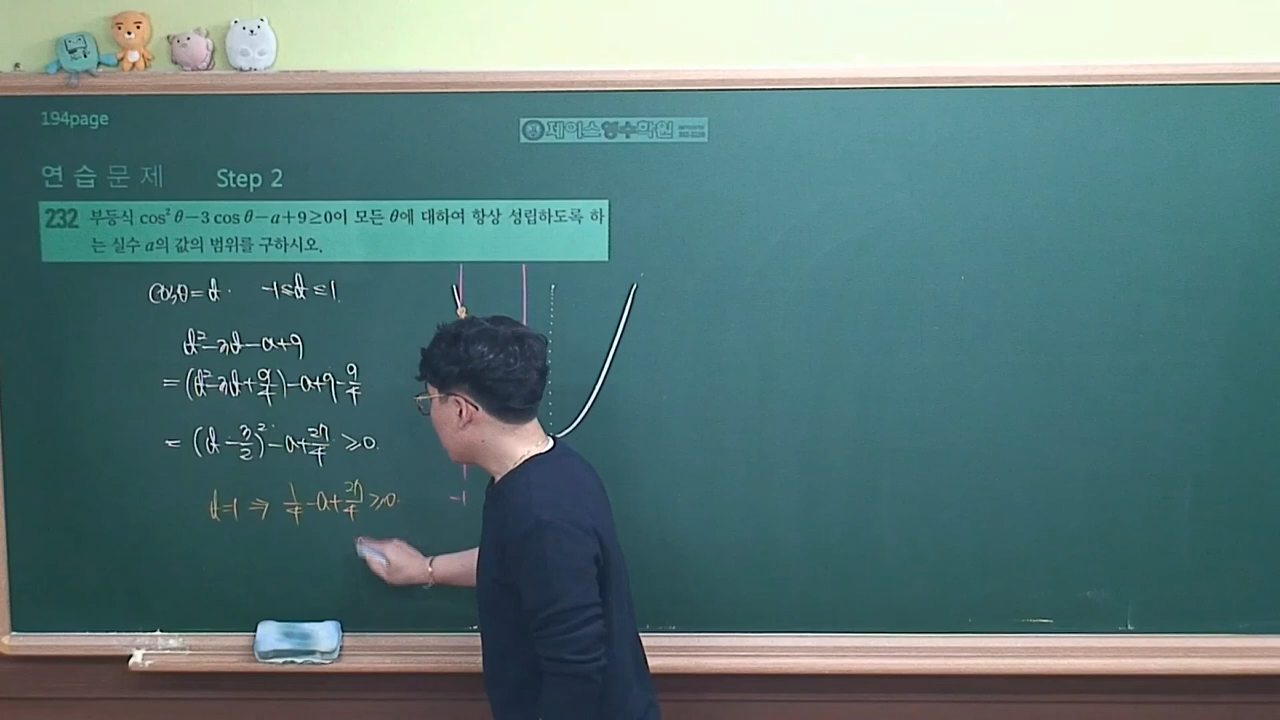 194page
제이스영수학원
연습문제 Step 2
232 부등식 cos² θ−3 cos θ−a+9≥0이 모든 θ에 대하여 항상 성립하도록 하
는 실수 a의 값의 범위를 구하시오.
cosθ=t. -1≤t≤1.
t²-3t-a+9
=(t²-3t+9/4)-a+9-9/4
=(t-3/2)²-a+27/4 ≥0.
t=1 ⇒ 1/4-a+27/4 ≥0.
-1